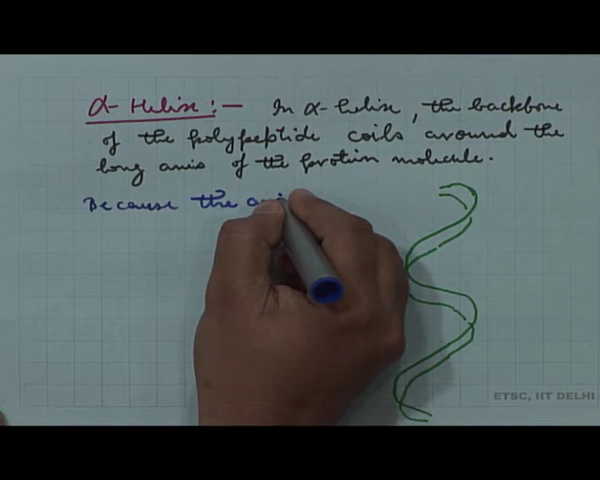 α- Helix :— In α-helix, the backbone
of the polypeptide coils around the
long axis of the protein molecule.
Because the
ETSC, IIT DELHI